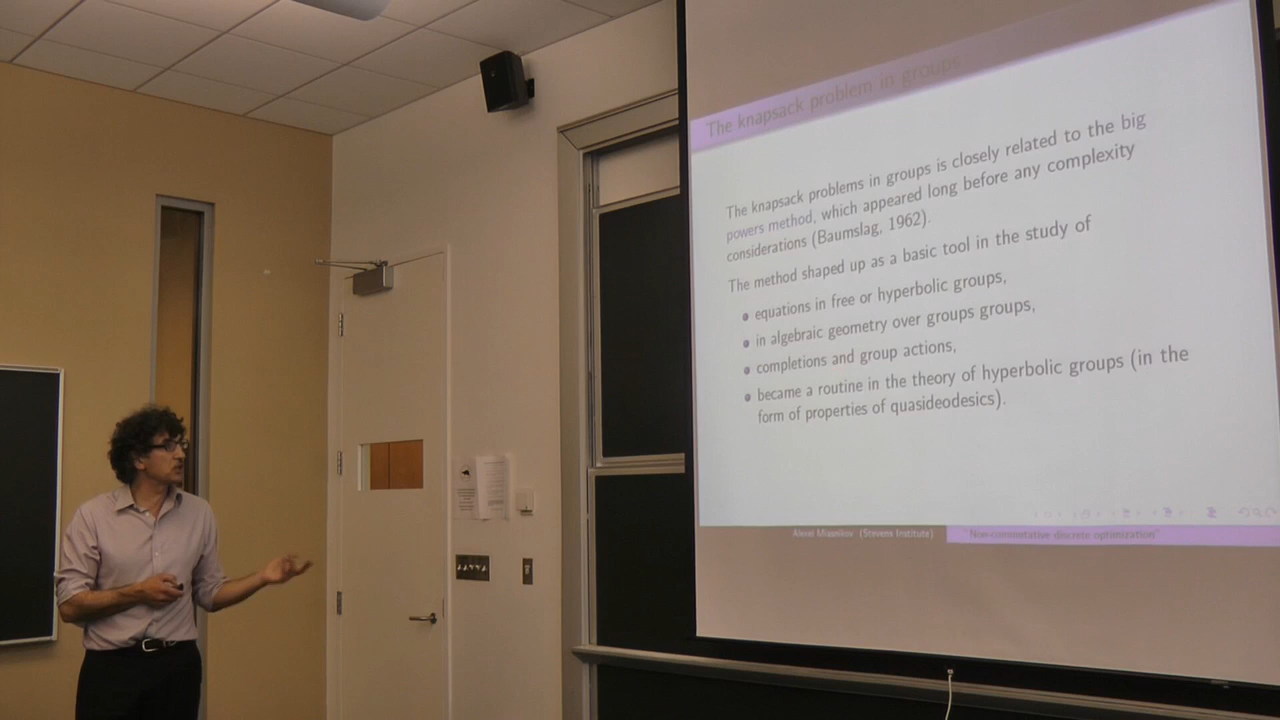 The knapsack problem in groups
The knapsack problems in groups is closely related to the big
powers method, which appeared long before any complexity
considerations (Baumslag, 1962).
The method shaped up as a basic tool in the study of
equations in free or hyperbolic groups,
in algebraic geometry over groups groups,
completions and group actions,
became a routine in the theory of hyperbolic groups (in the
form of properties of quasideodesics).
Alexei Miasnikov (Stevens Institute)
"Non-commutative discrete optimization"